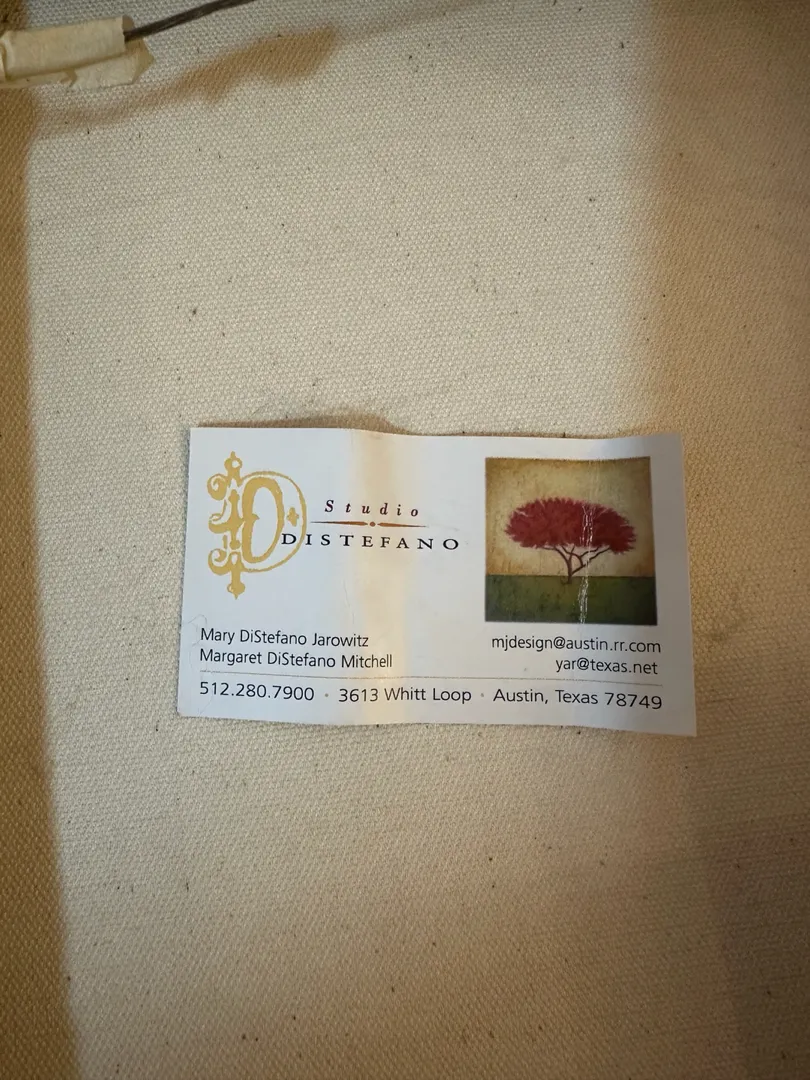 Studio
DISTEFANO
Mary DiStefano Jarowitz
Margaret DiStefano Mitchell
mjdesign@austin.rr.com
yar@texas.net
512.280.7900 • 3613 Whitt Loop • Austin, Texas 78749